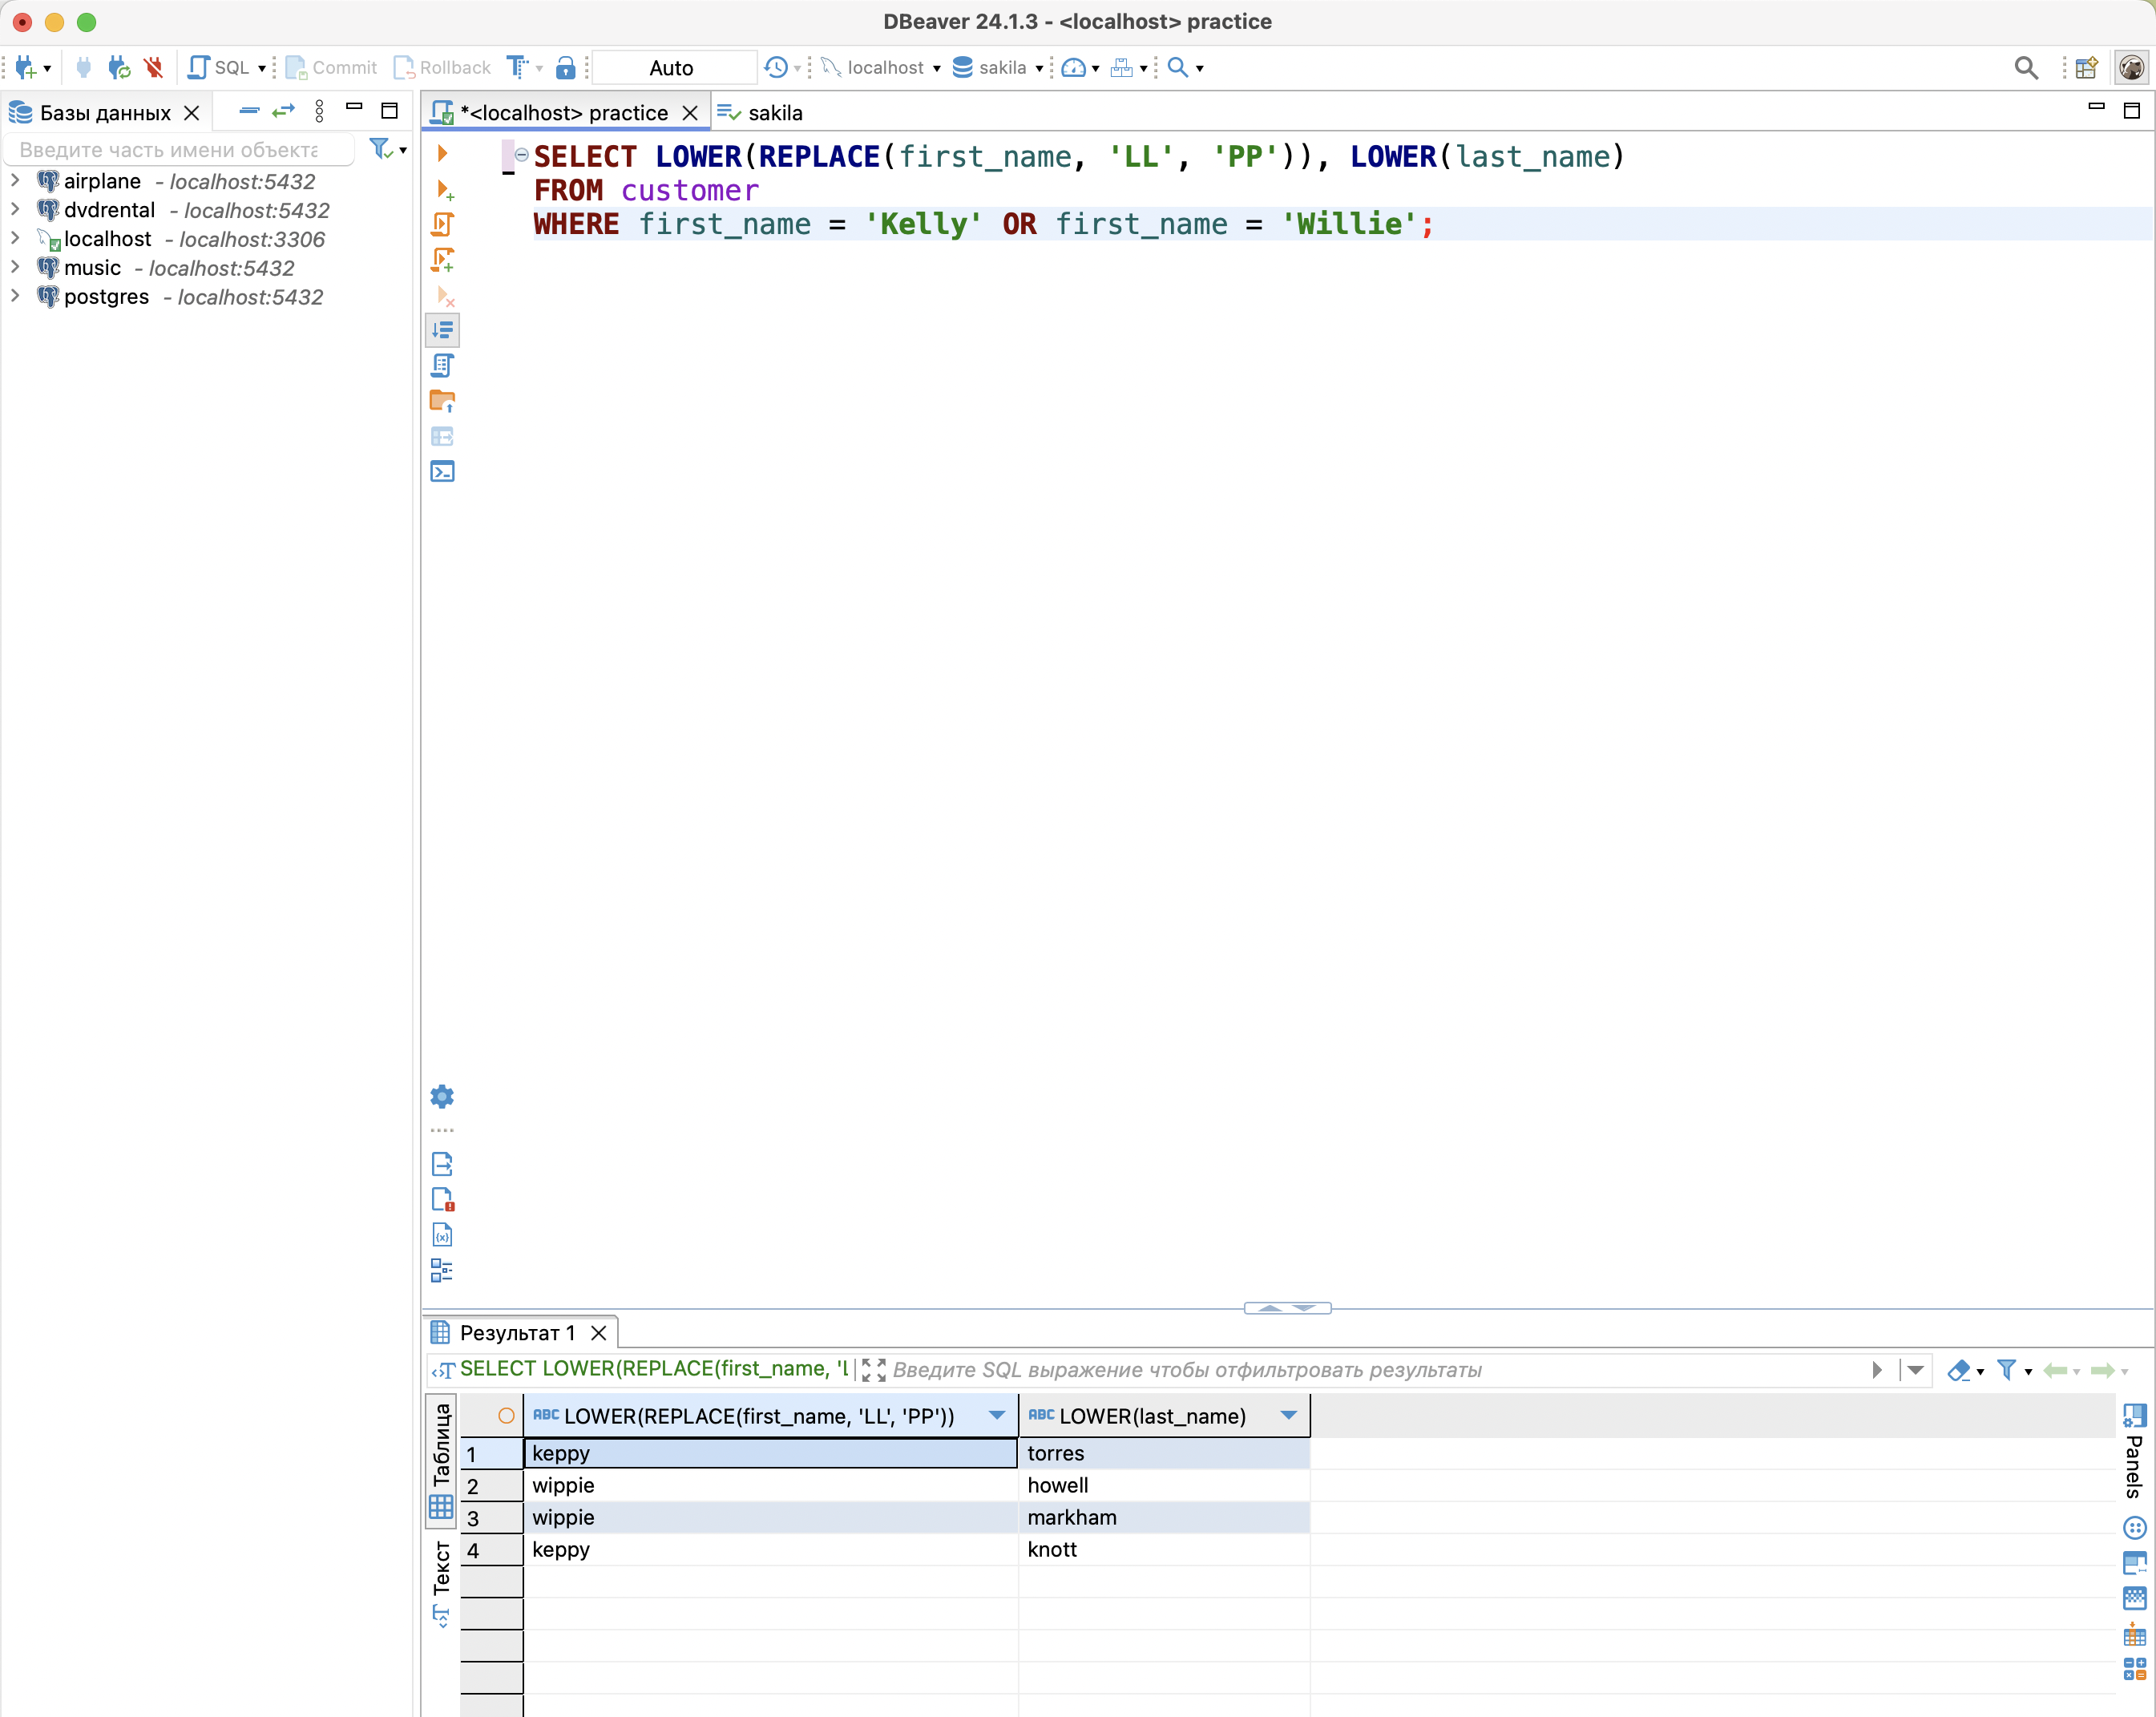 DBeaver 24.1.3 - <localhost> practice
SQL Commit Rollback Auto localhost sakila
Базы данных
*<localhost> practice sakila
Введите часть имени объекта
airplane - localhost:5432
dvdrental - localhost:5432
localhost - localhost:3306
music - localhost:5432
postgres - localhost:5432
SELECT LOWER(REPLACE(first_name, 'LL', 'PP')), LOWER(last_name)
FROM customer
WHERE first_name = 'Kelly' OR first_name = 'Willie';
Результат 1
SELECT LOWER(REPLACE(first_name, 'L Введите SQL выражение чтобы отфильтровать результаты
ABC LOWER(REPLACE(first_name, 'LL', 'PP')) ABC LOWER(last_name)
1 keppy torres
2 wippie howell
3 wippie markham
4 keppy knott
Таблица
Текст
Panels